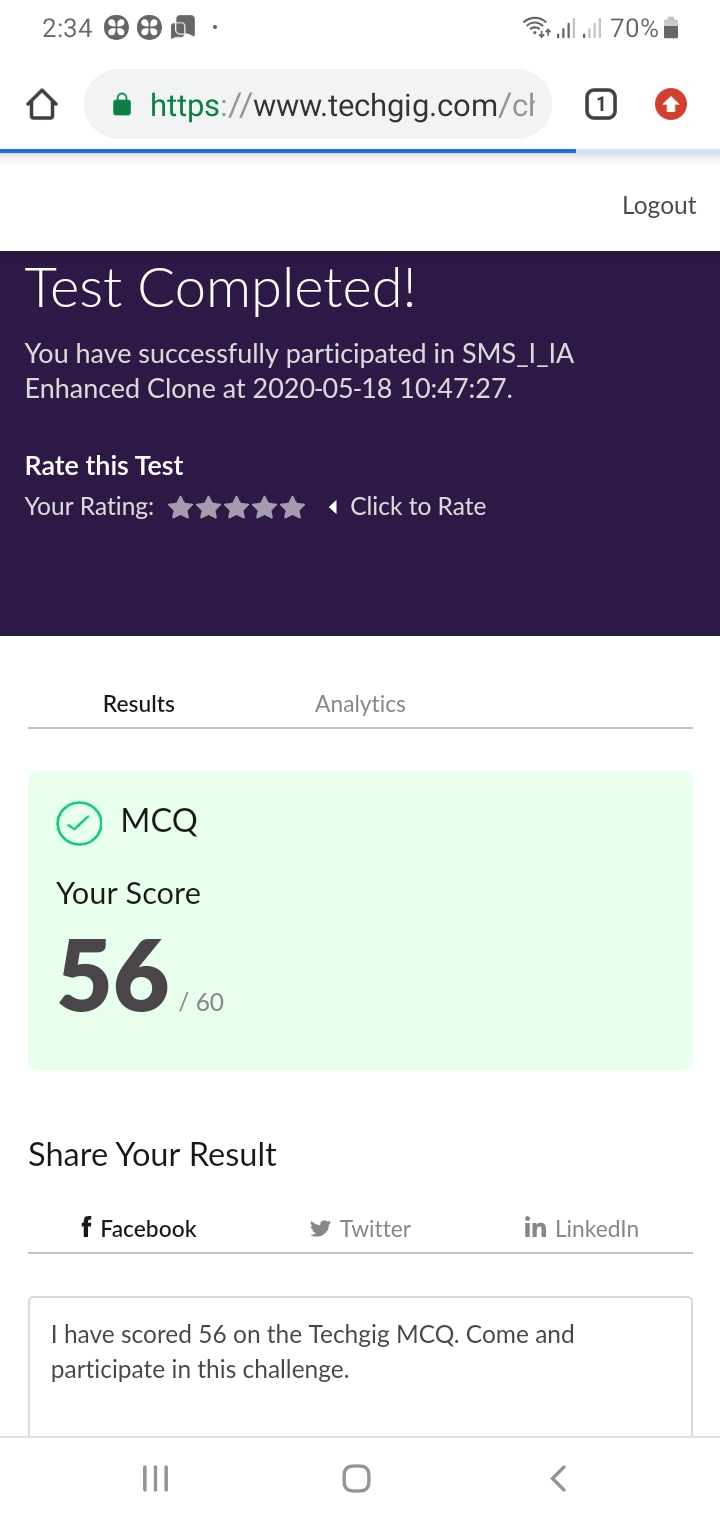 2:34
70%
https://www.techgig.com/ch
1
Logout
Test Completed!
You have successfully participated in SMS_I_IA
Enhanced Clone at 2020-05-18 10:47:27.
Rate this Test
Your Rating: Click to Rate
Results Analytics
MCQ
Your Score
56 / 60
Share Your Result
f Facebook Twitter in LinkedIn
I have scored 56 on the Techgig MCQ. Come and
participate in this challenge.